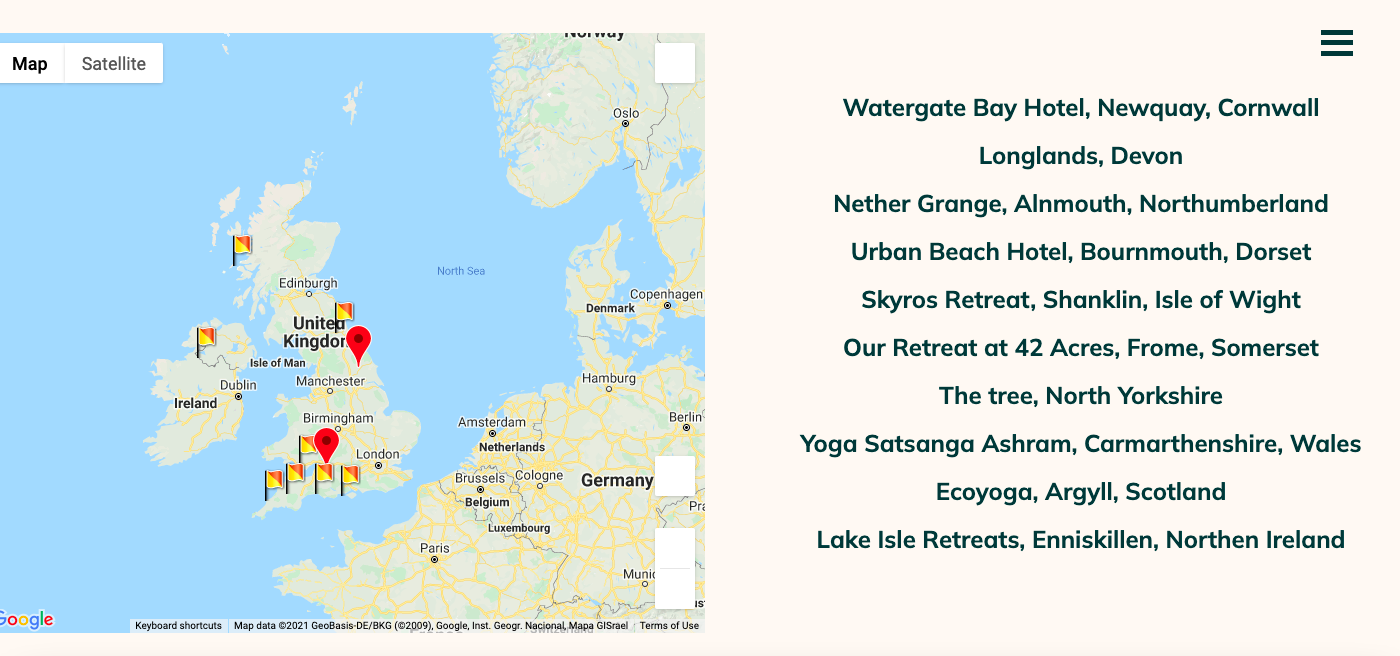 Map
Satellite
Norway
Oslo
North Sea
Edinburgh
Copenhagen
Denmark
United
Kingdom
Isle of Man
Manchester
Dublin
Ireland
Hamburg
Birmingham
Amsterdam
Netherlands
Berlin
London
Brussels
Cologne
Germany
Belgium
Luxembourg
Paris
Google
Keyboard shortcuts
Map data ©2021 GeoBasis-DE/BKG (©2009), Google, Inst. Geogr. Nacional, Mapa GISrael
Terms of Use
Watergate Bay Hotel, Newquay, Cornwall
Longlands, Devon
Nether Grange, Alnmouth, Northumberland
Urban Beach Hotel, Bournmouth, Dorset
Skyros Retreat, Shanklin, Isle of Wight
Our Retreat at 42 Acres, Frome, Somerset
The tree, North Yorkshire
Yoga Satsanga Ashram, Carmarthenshire, Wales
Ecoyoga, Argyll, Scotland
Lake Isle Retreats, Enniskillen, Northen Ireland